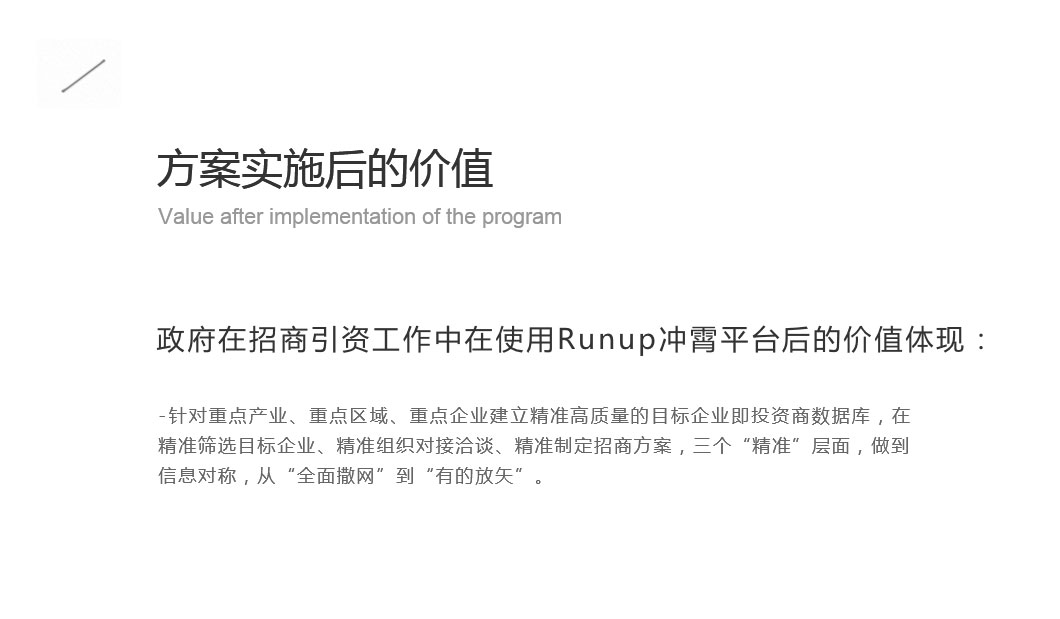 方案实施后的价值
Value after implementation of the program
政府在招商引资工作中在使用Runup冲霄平台后的价值体现：
-针对重点产业、重点区域、重点企业建立精准高质量的目标企业即投资商数据库，在
精准筛选目标企业、精准组织对接洽谈、精准制定招商方案，三个“精准”层面，做到
信息对称，从“全面撒网”到“有的放矢”。